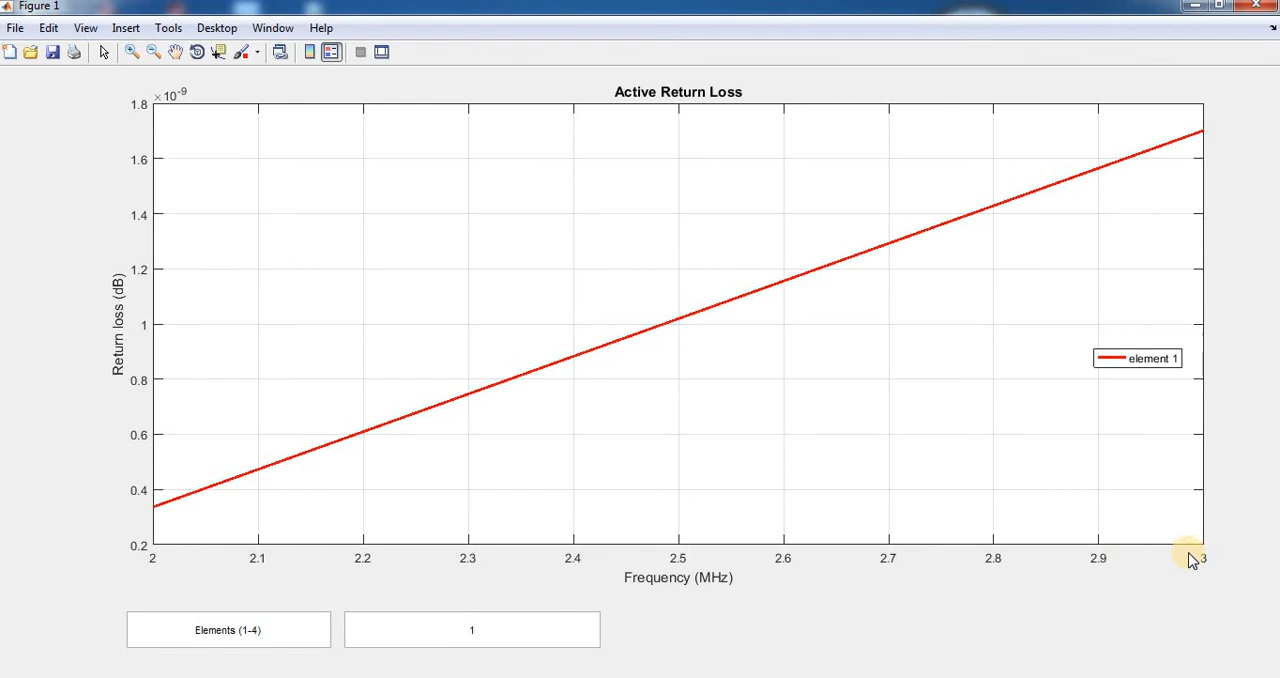 Figure 1
File Edit View Insert Tools Desktop Window Help
Active Return Loss
×10-9
1.8
1.6
1.4
1.2
1
0.8
0.6
0.4
0.2
Return loss (dB)
element 1
2 2.1 2.2 2.3 2.4 2.5 2.6 2.7 2.8 2.9 3
Frequency (MHz)
Elements (1-4) 1